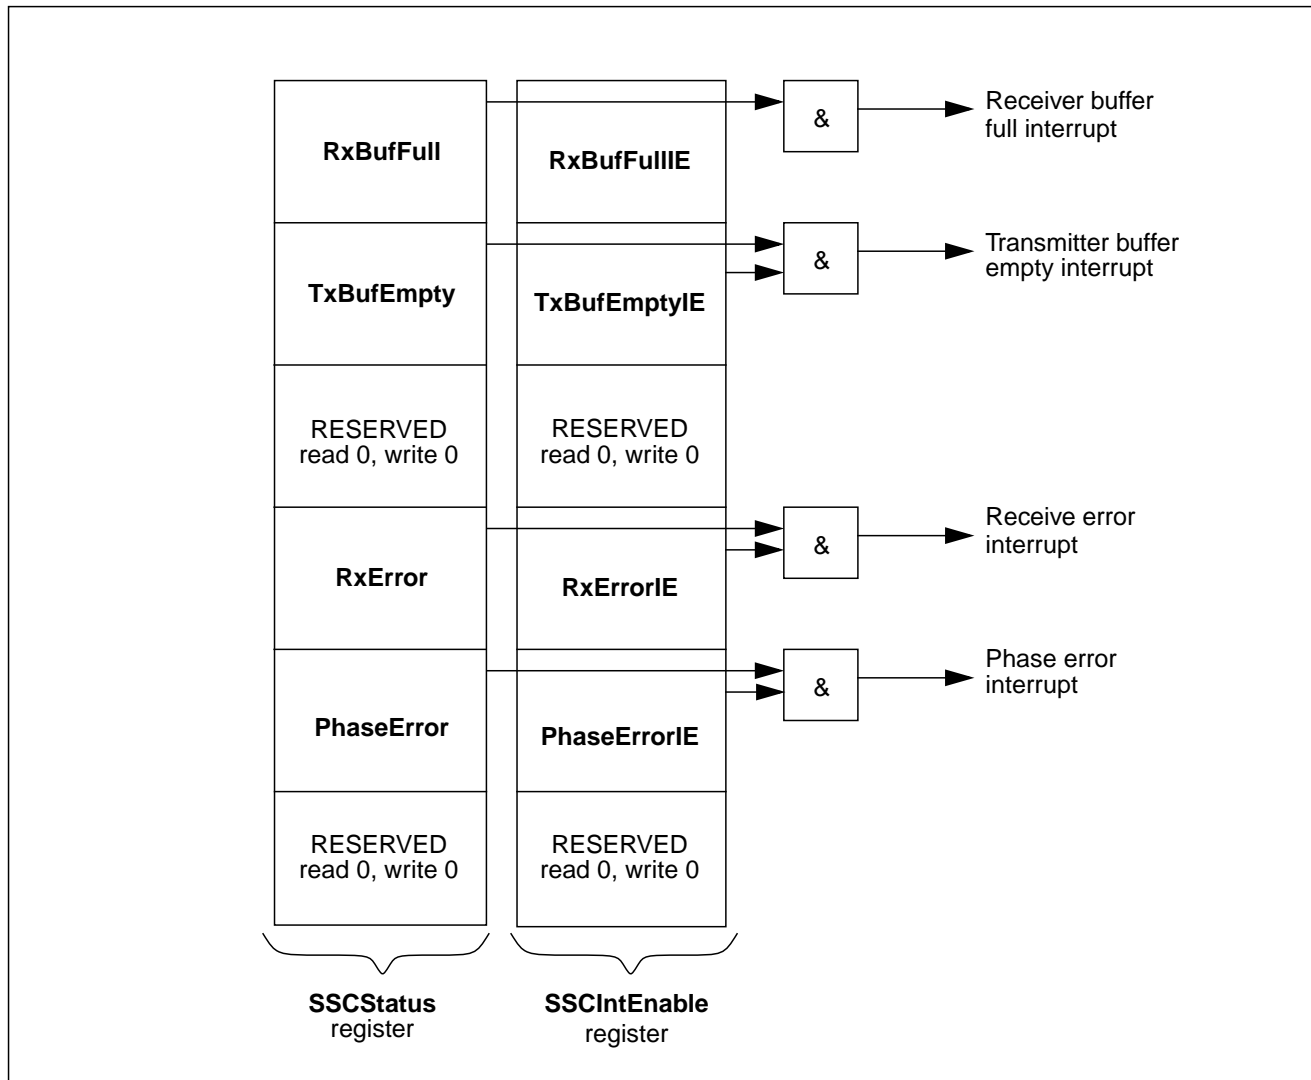 RxBufFull
RxBufFullIE
&
Receiver buffer
full interrupt
TxBufEmpty
TxBufEmptyIE
&
Transmitter buffer
empty interrupt
RESERVED
read 0, write 0
RESERVED
read 0, write 0
RxError
RxErrorIE
&
Receive error
interrupt
PhaseError
PhaseErrorIE
&
Phase error
interrupt
RESERVED
read 0, write 0
RESERVED
read 0, write 0
SSCStatus
register
SSCIntEnable
register